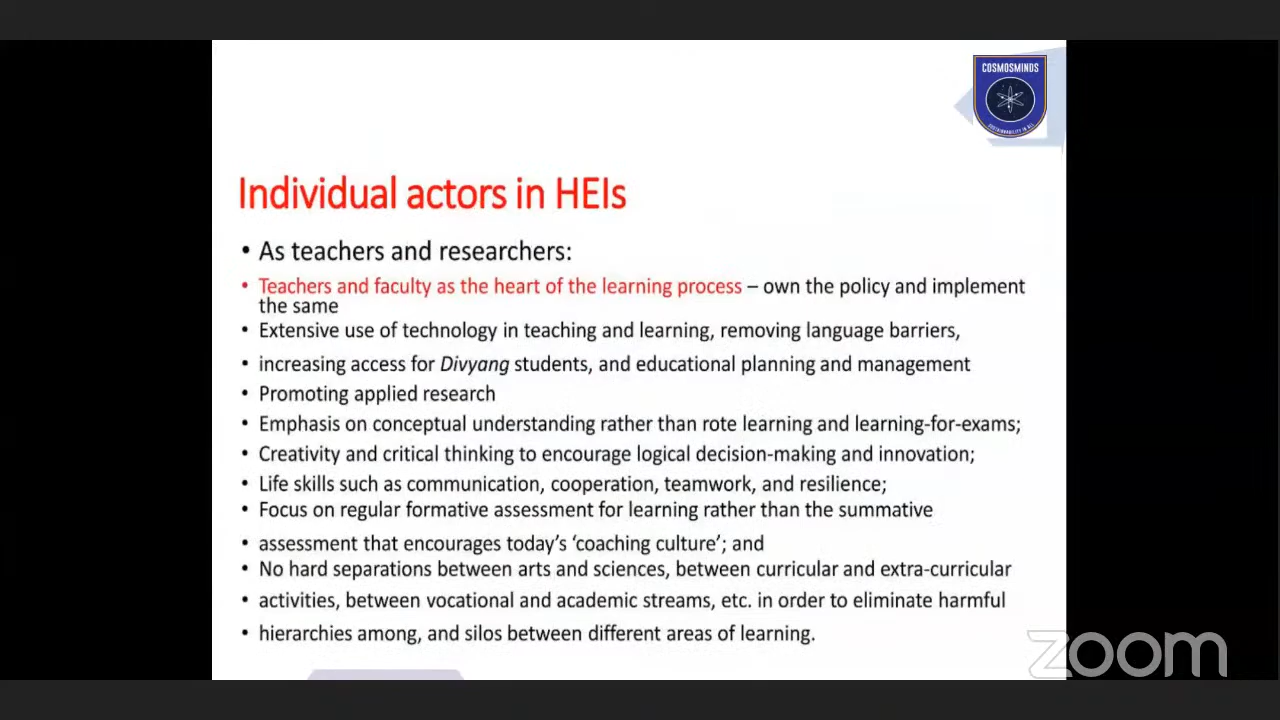 COSMOSMINDS
SUSTAINABILITY IN HEI
Individual actors in HEIs
• As teachers and researchers:
• Teachers and faculty as the heart of the learning process – own the policy and implement
the same
• Extensive use of technology in teaching and learning, removing language barriers,
• increasing access for Divyang students, and educational planning and management
• Promoting applied research
• Emphasis on conceptual understanding rather than rote learning and learning-for-exams;
• Creativity and critical thinking to encourage logical decision-making and innovation;
• Life skills such as communication, cooperation, teamwork, and resilience;
• Focus on regular formative assessment for learning rather than the summative
• assessment that encourages today’s ‘coaching culture’; and
• No hard separations between arts and sciences, between curricular and extra-curricular
• activities, between vocational and academic streams, etc. in order to eliminate harmful
• hierarchies among, and silos between different areas of learning.
zoom